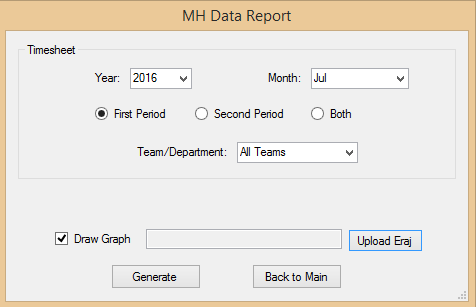 MH Data Report
Timesheet
Year: 2016 Month: Jul
First Period Second Period Both
Team/Department: All Teams
Draw Graph Upload Eraj
Generate Back to Main